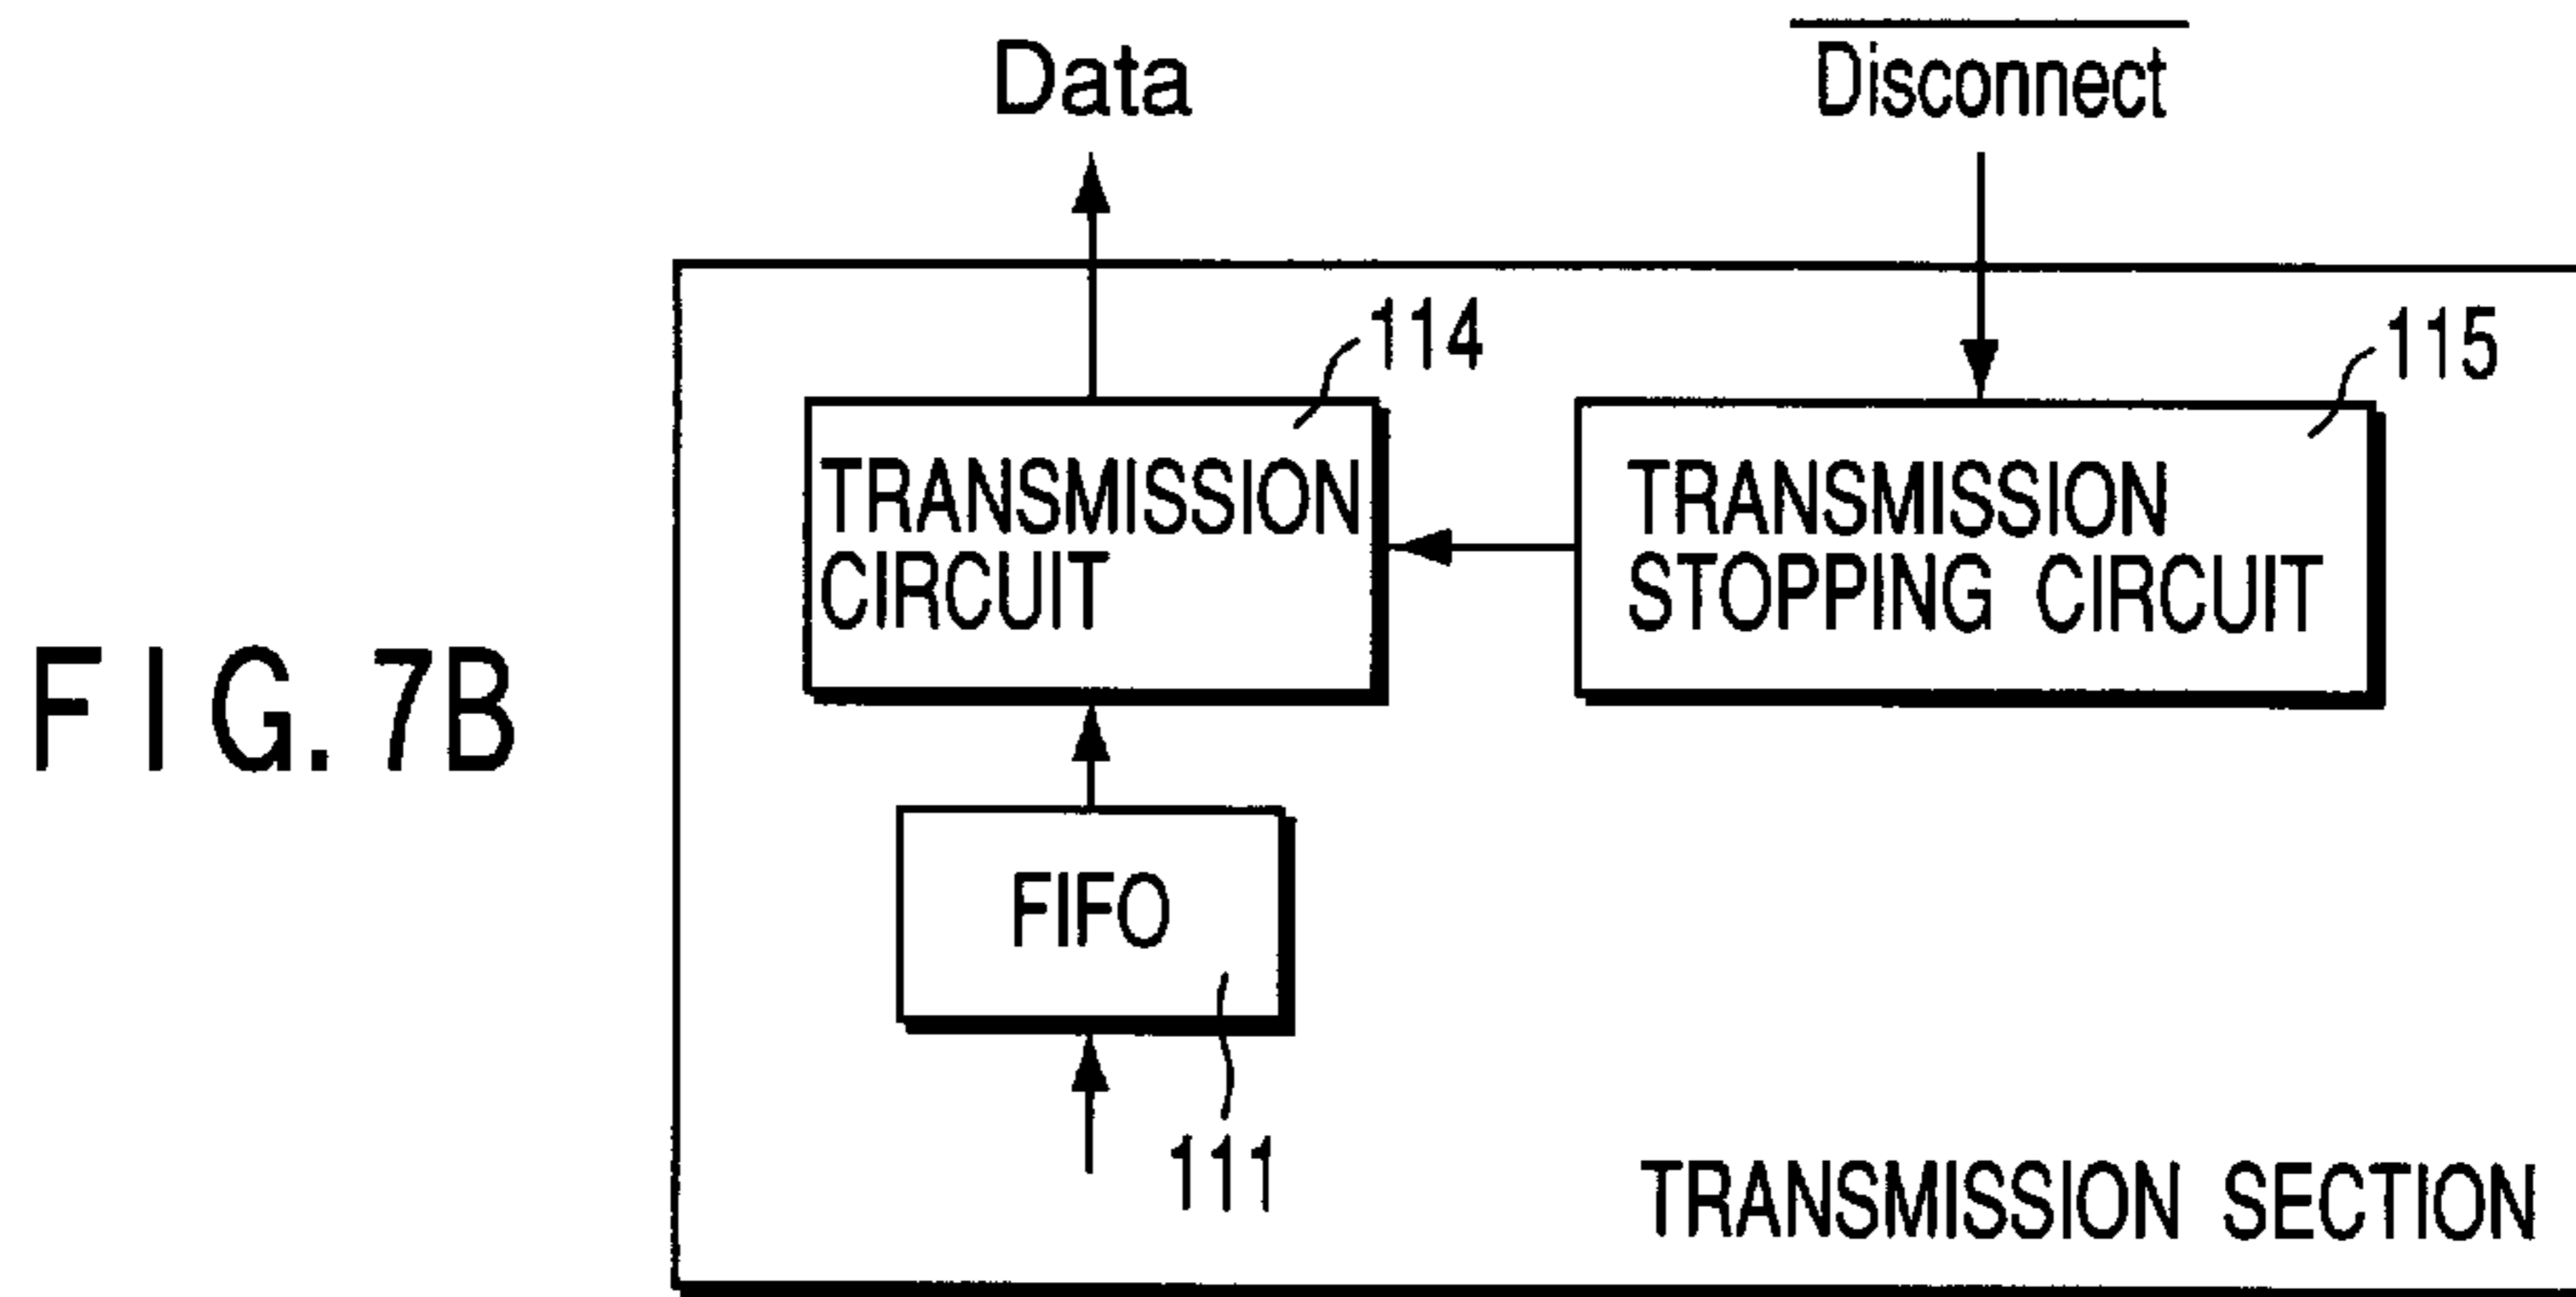 Data
Disconnect
114
115
TRANSMISSION
CIRCUIT
TRANSMISSION
STOPPING CIRCUIT
FIG. 7B
FIFO
111
TRANSMISSION SECTION